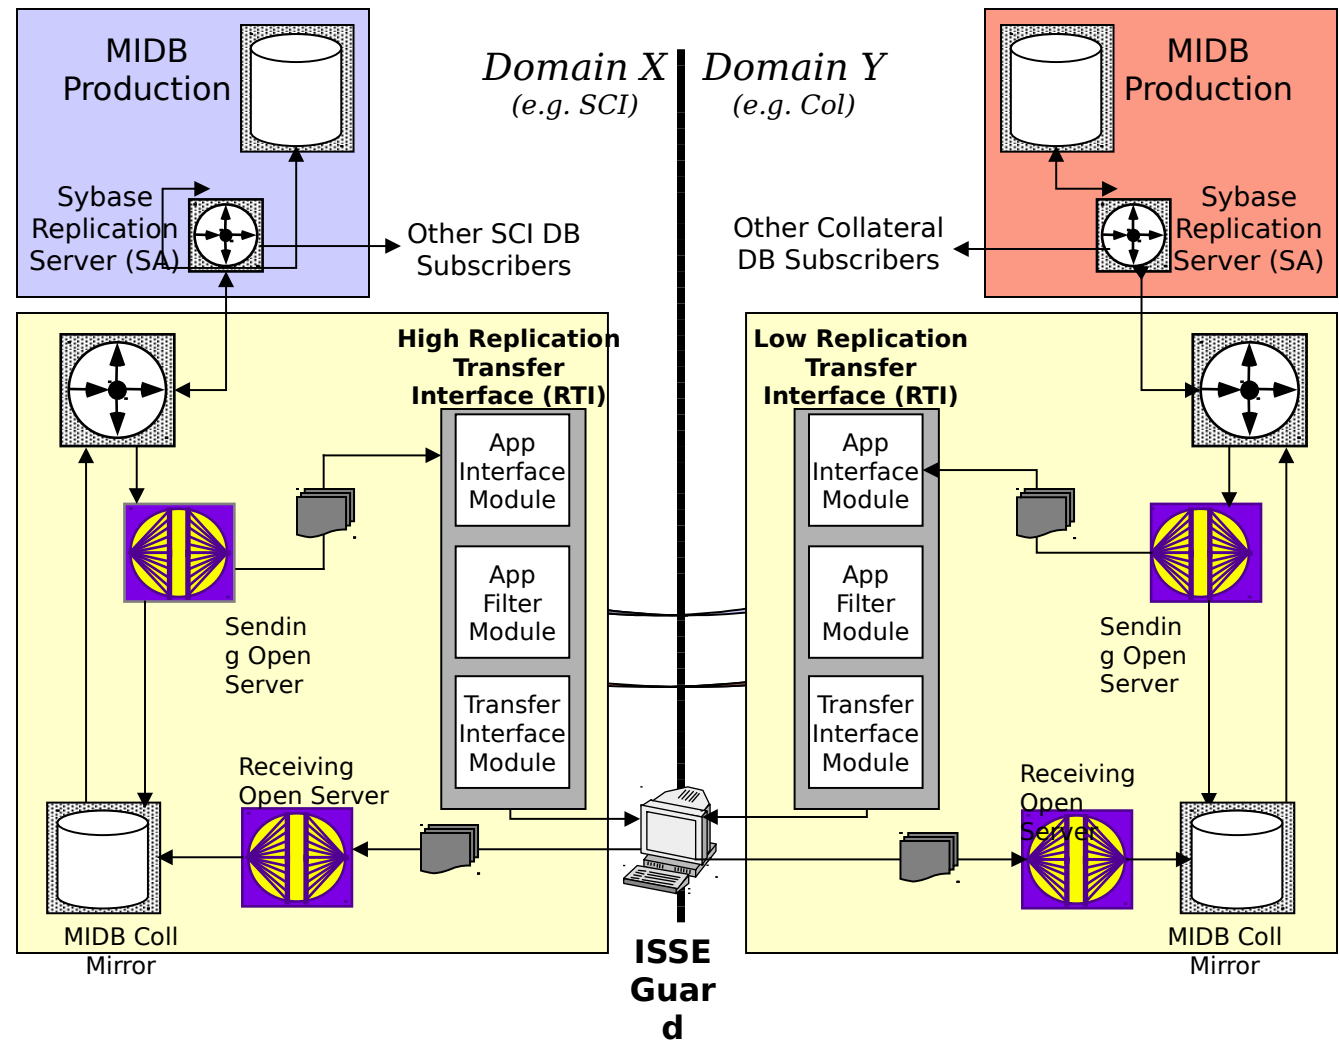 MIDB
Production
Domain X
(e.g. SCI)
Domain Y
(e.g. Col)
MIDB
Production
Sybase
Replication
Server (SA)
Other SCI DB
Subscribers
Other Collateral
DB Subscribers
Sybase
Replication
Server (SA)
High Replication
Transfer
Interface (RTI)
Low Replication
Transfer
Interface (RTI)
App
Interface
Module
App
Filter
Module
Transfer
Interface
Module
App
Interface
Module
App
Filter
Module
Transfer
Interface
Module
Sendin
g Open
Server
Sendin
g Open
Server
Receiving
Open Server
Receiving
Open
Server
MIDB Coll
Mirror
MIDB Coll
Mirror
ISSE
Guar
d